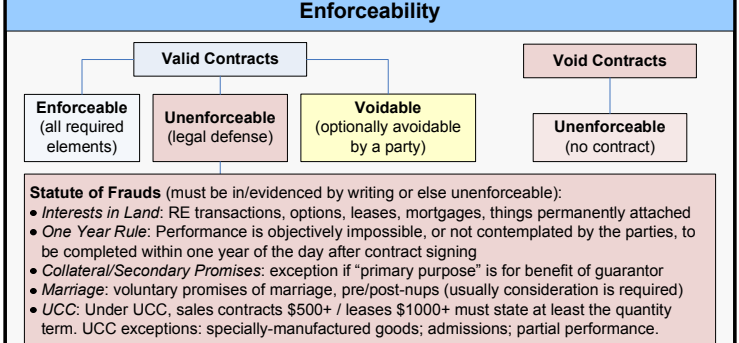 Enforceability
Valid Contracts
Void Contracts
Enforceable
(all required
elements)
Unenforceable
(legal defense)
Voidable
(optionally avoidable
by a party)
Unenforceable
(no contract)
Statute of Frauds (must be in/evidenced by writing or else unenforceable):
• Interests in Land: RE transactions, options, leases, mortgages, things permanently attached
• One Year Rule: Performance is objectively impossible, or not contemplated by the parties, to
be completed within one year of the day after contract signing
• Collateral/Secondary Promises: exception if “primary purpose” is for benefit of guarantor
• Marriage: voluntary promises of marriage, pre/post-nups (usually consideration is required)
• UCC: Under UCC, sales contracts $500+ / leases $1000+ must state at least the quantity
term. UCC exceptions: specially-manufactured goods; admissions; partial performance.